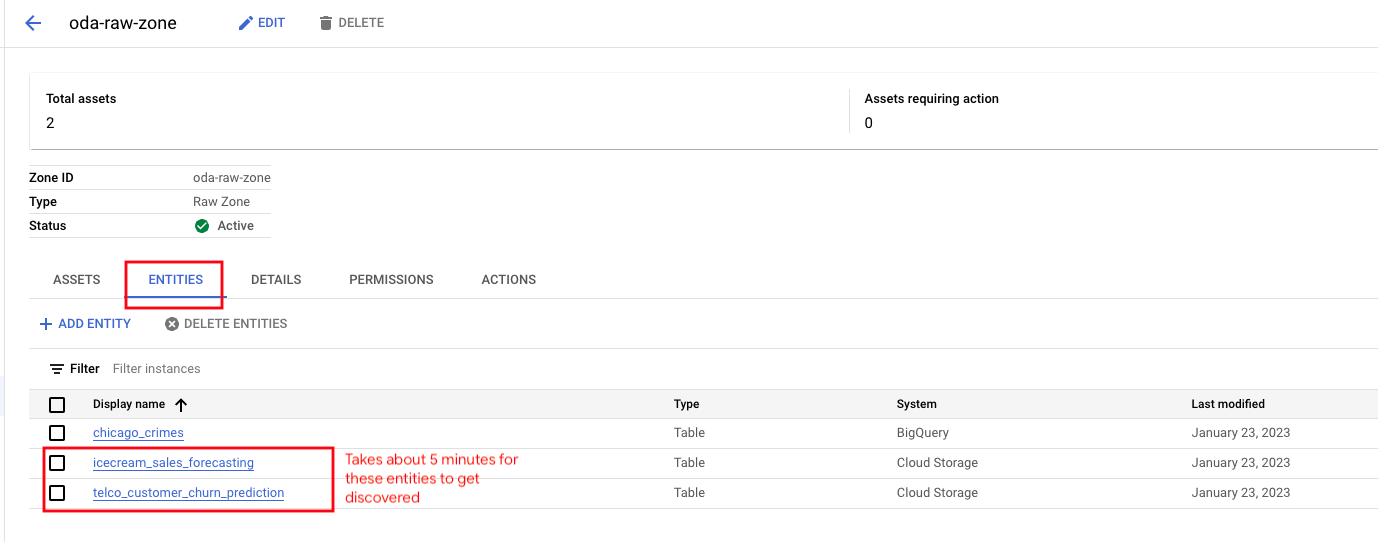 oda-raw-zone EDIT DELETE
Total assets Assets requiring action
2 0
Zone ID oda-raw-zone
Type Raw Zone
Status Active
ASSETS ENTITIES DETAILS PERMISSIONS ACTIONS
ADD ENTITY DELETE ENTITIES
Filter Filter instances
Display name Type System Last modified
chicago_crimes Table BigQuery January 23, 2023
icecream_sales_forecasting Table Cloud Storage January 23, 2023
telco_customer_churn_prediction Table Cloud Storage January 23, 2023
Takes about 5 minutes for
these entities to get
discovered